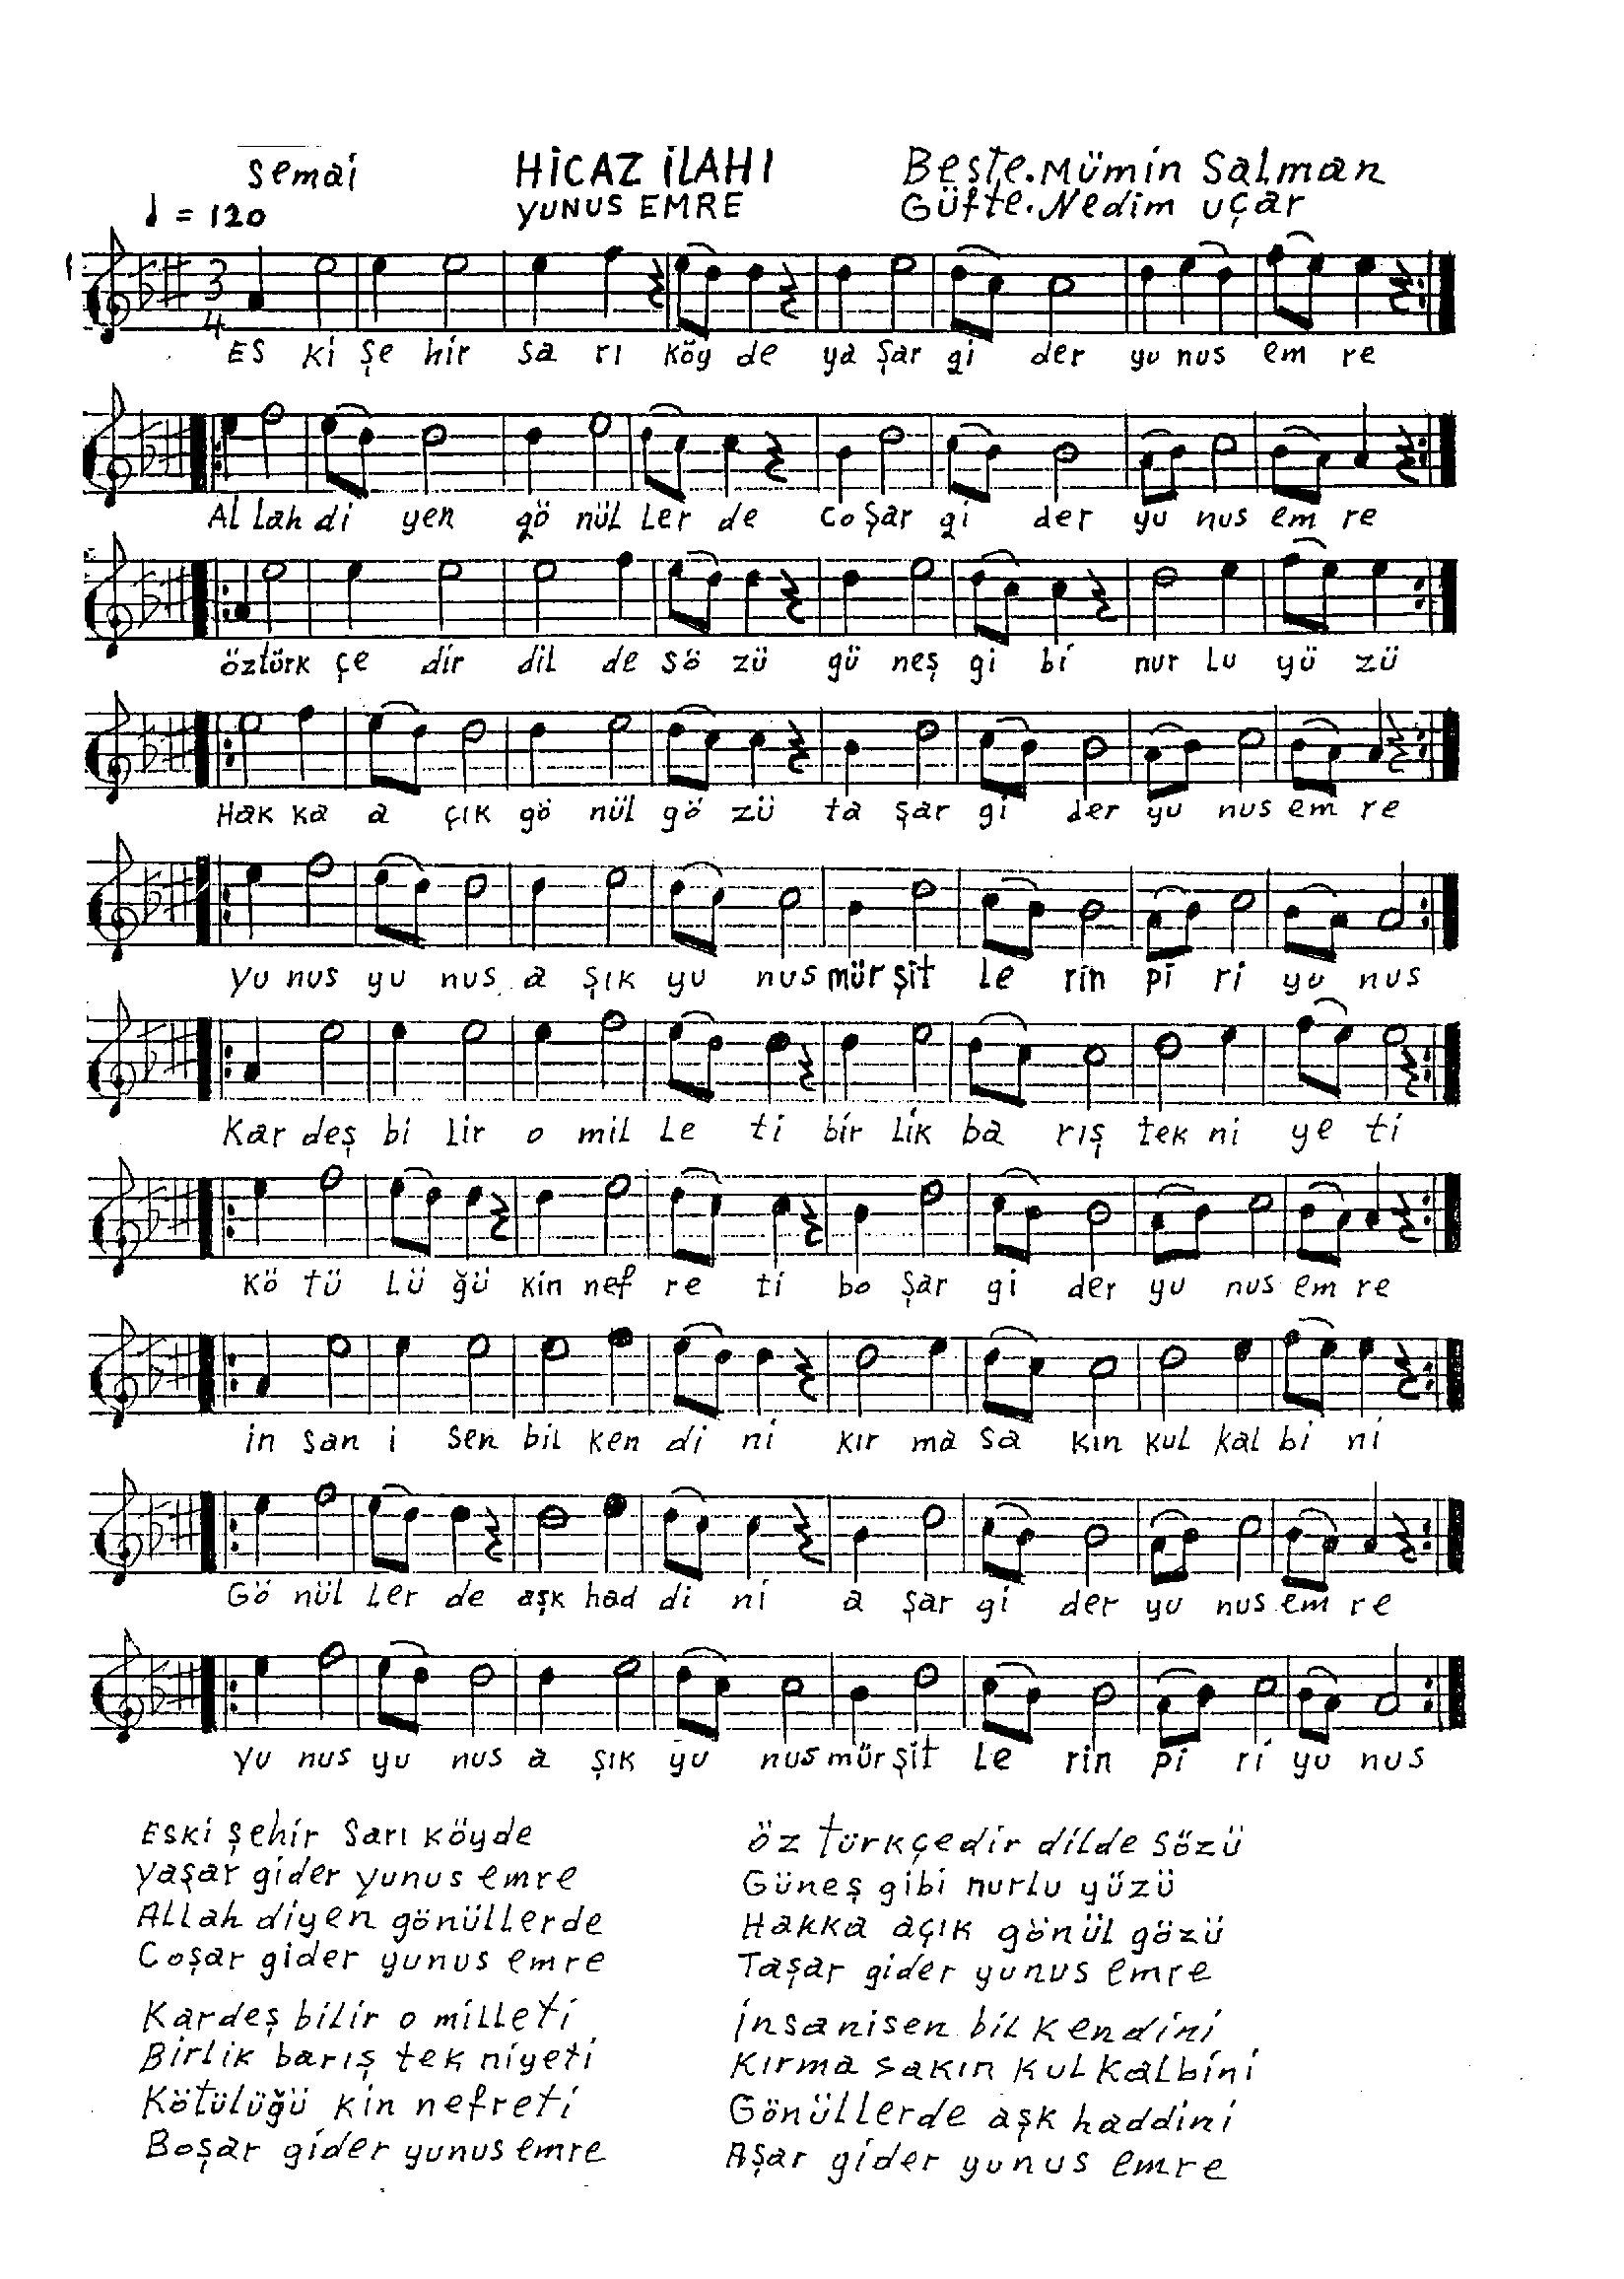 Semai HİCAZ İLAHI Beste. Mümin Salman
♩ = 120 YUNUS EMRE Güfte. Nedim uçar
1
3
4
ES ki şe hir sa rı köy de ya şar gi der yu nus em re
Al Lah di yen gö nül Ler de co şar gi der yu nus em re
öz türk çe dir dil de sö zü gü neş gi bi nur Lu yü zü
Hak ka a çık gö nül gö zü ta şar gi der yu nus em re
yu nus yu nus a şık yu nus mür şit Le rin pi ri yu nus
Kar deş bi lir o mil Le ti bir lik ba rış tek ni ye ti
kö tü Lü ğü kin nef re ti bo şar gi der yu nus em re
in san i sen bil ken di ni kır ma sa kın kul kal bi ni
Gö nül Ler de aşk had di ni a şar gi der yu nus em re
yu nus yu nus a şık yu nus mür şit Le rin pi ri yu nus
Eski şehir Sarı köyde
yaşar gider yunus emre
Allah diyen gönüllerde
Coşar gider yunus emre
Kardeş bilir o milleti
Birlik barış tek niyeti
Kötülüğü kin nefreti
Boşar gider yunus emre
öz türkçedir dilde sözü
Güneş gibi nurlu yüzü
Hakka açık gönül gözü
Taşar gider yunus emre
insanisen bil kendini
Kırma sakın kul kalbini
Gönüllerde aşk haddini
Aşar gider yunus emre